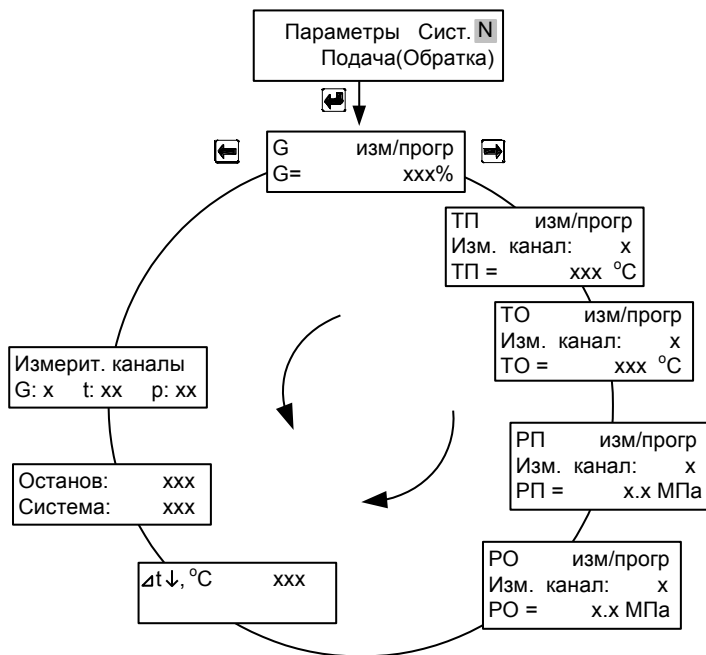 Параметры Сист. N
Подача(Обратка)
G изм/прогр
G= xxx%
ТП изм/прогр
Изм. канал: x
ТП = xxx °C
ТО изм/прогр
Изм. канал: x
ТО = xxx °C
РП изм/прогр
Изм. канал: x
РП = x.x МПа
РО изм/прогр
Изм. канал: x
РО = x.x МПа
⊿t↓, °C xxx
Останов: xxx
Система: xxx
Измерит. каналы
G: x t: xx p: xx